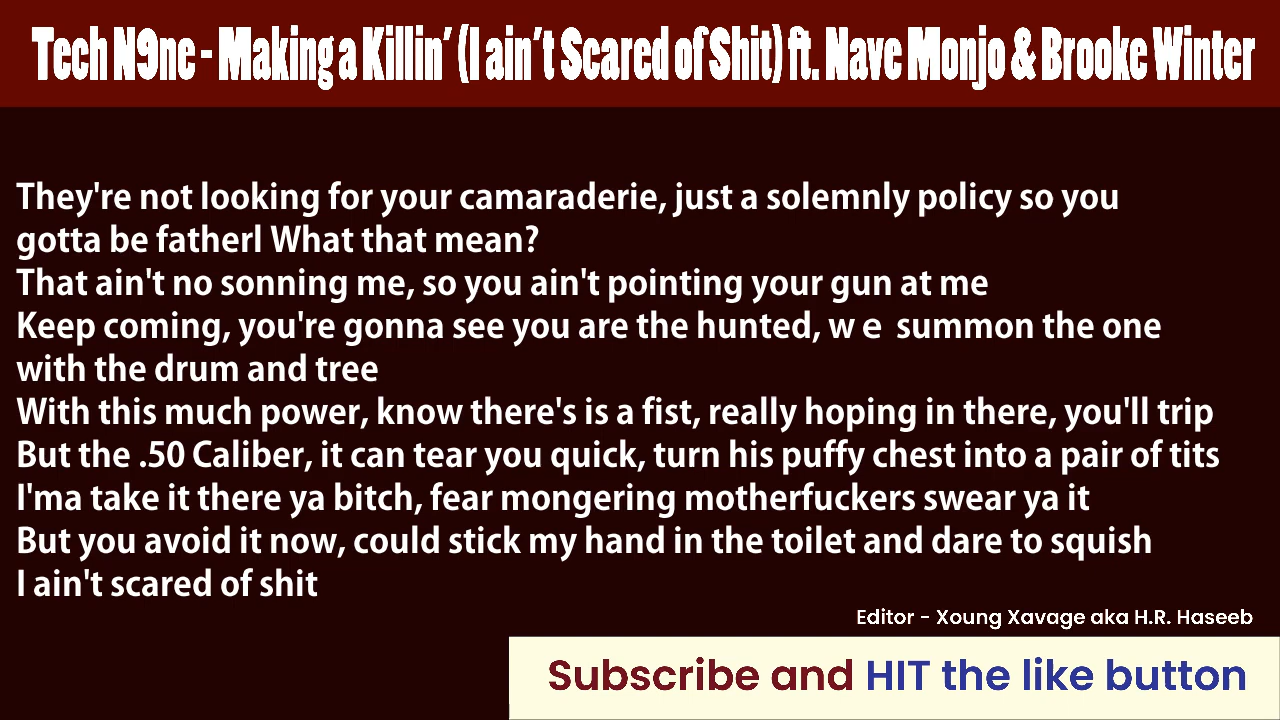 Tech N9ne - Making a Killin' (I ain't Scared of Shit) ft. Nave Monjo & Brooke Winter
They're not looking for your camaraderie, just a solemnly policy so you
gotta be fatherl What that mean?
That ain't no sonning me, so you ain't pointing your gun at me
Keep coming, you're gonna see you are the hunted, w e  summon the one
with the drum and tree
With this much power, know there's is a fist, really hoping in there, you'll trip
But the .50 Caliber, it can tear you quick, turn his puffy chest into a pair of tits
I'ma take it there ya bitch, fear mongering motherfuckers swear ya it
But you avoid it now, could stick my hand in the toilet and dare to squish
I ain't scared of shit
Editor - Xoung Xavage aka H.R. Haseeb
Subscribe and HIT the like button